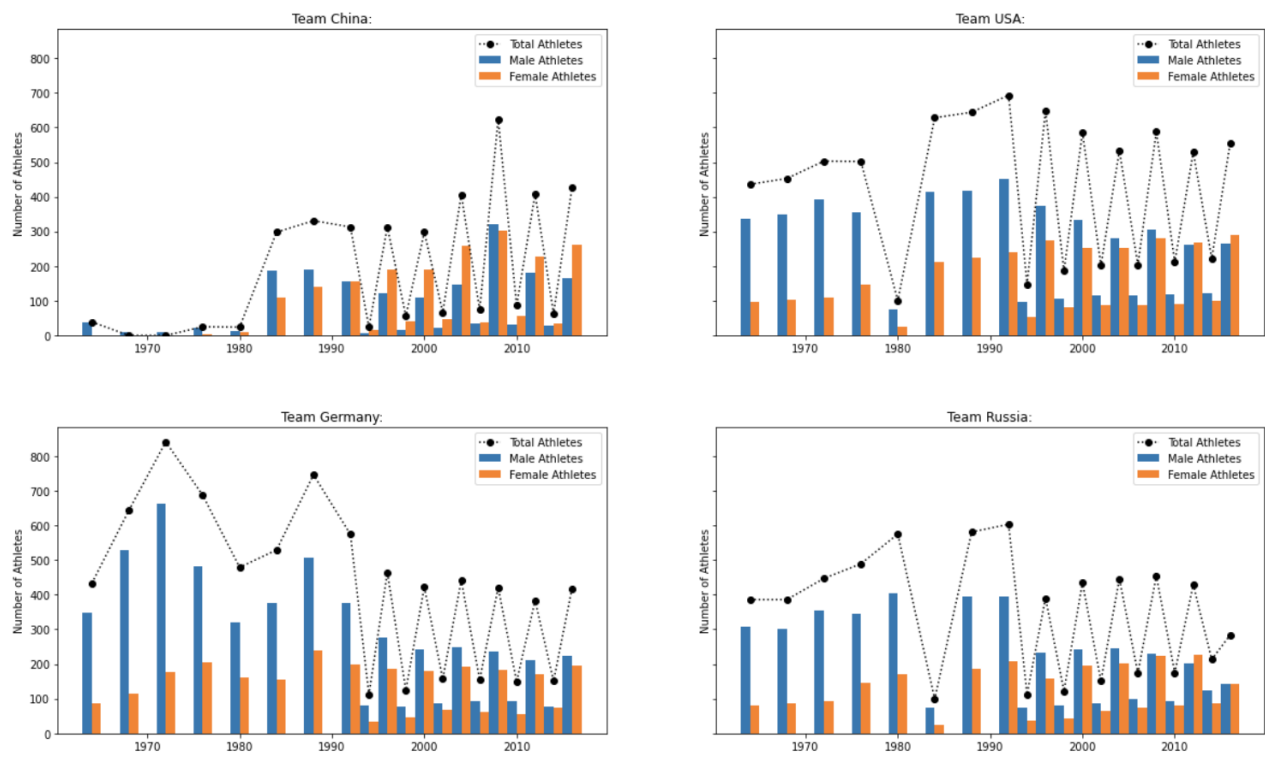 Team China:
Total Athletes
Male Athletes
Female Athletes
Number of Athletes
800
700
600
500
400
300
200
100
0
1970 1980 1990 2000 2010
Team USA:
Total Athletes
Male Athletes
Female Athletes
Number of Athletes
1970 1980 1990 2000 2010
Team Germany:
Total Athletes
Male Athletes
Female Athletes
Number of Athletes
800
700
600
500
400
300
200
100
0
1970 1980 1990 2000 2010
Team Russia:
Total Athletes
Male Athletes
Female Athletes
Number of Athletes
1970 1980 1990 2000 2010